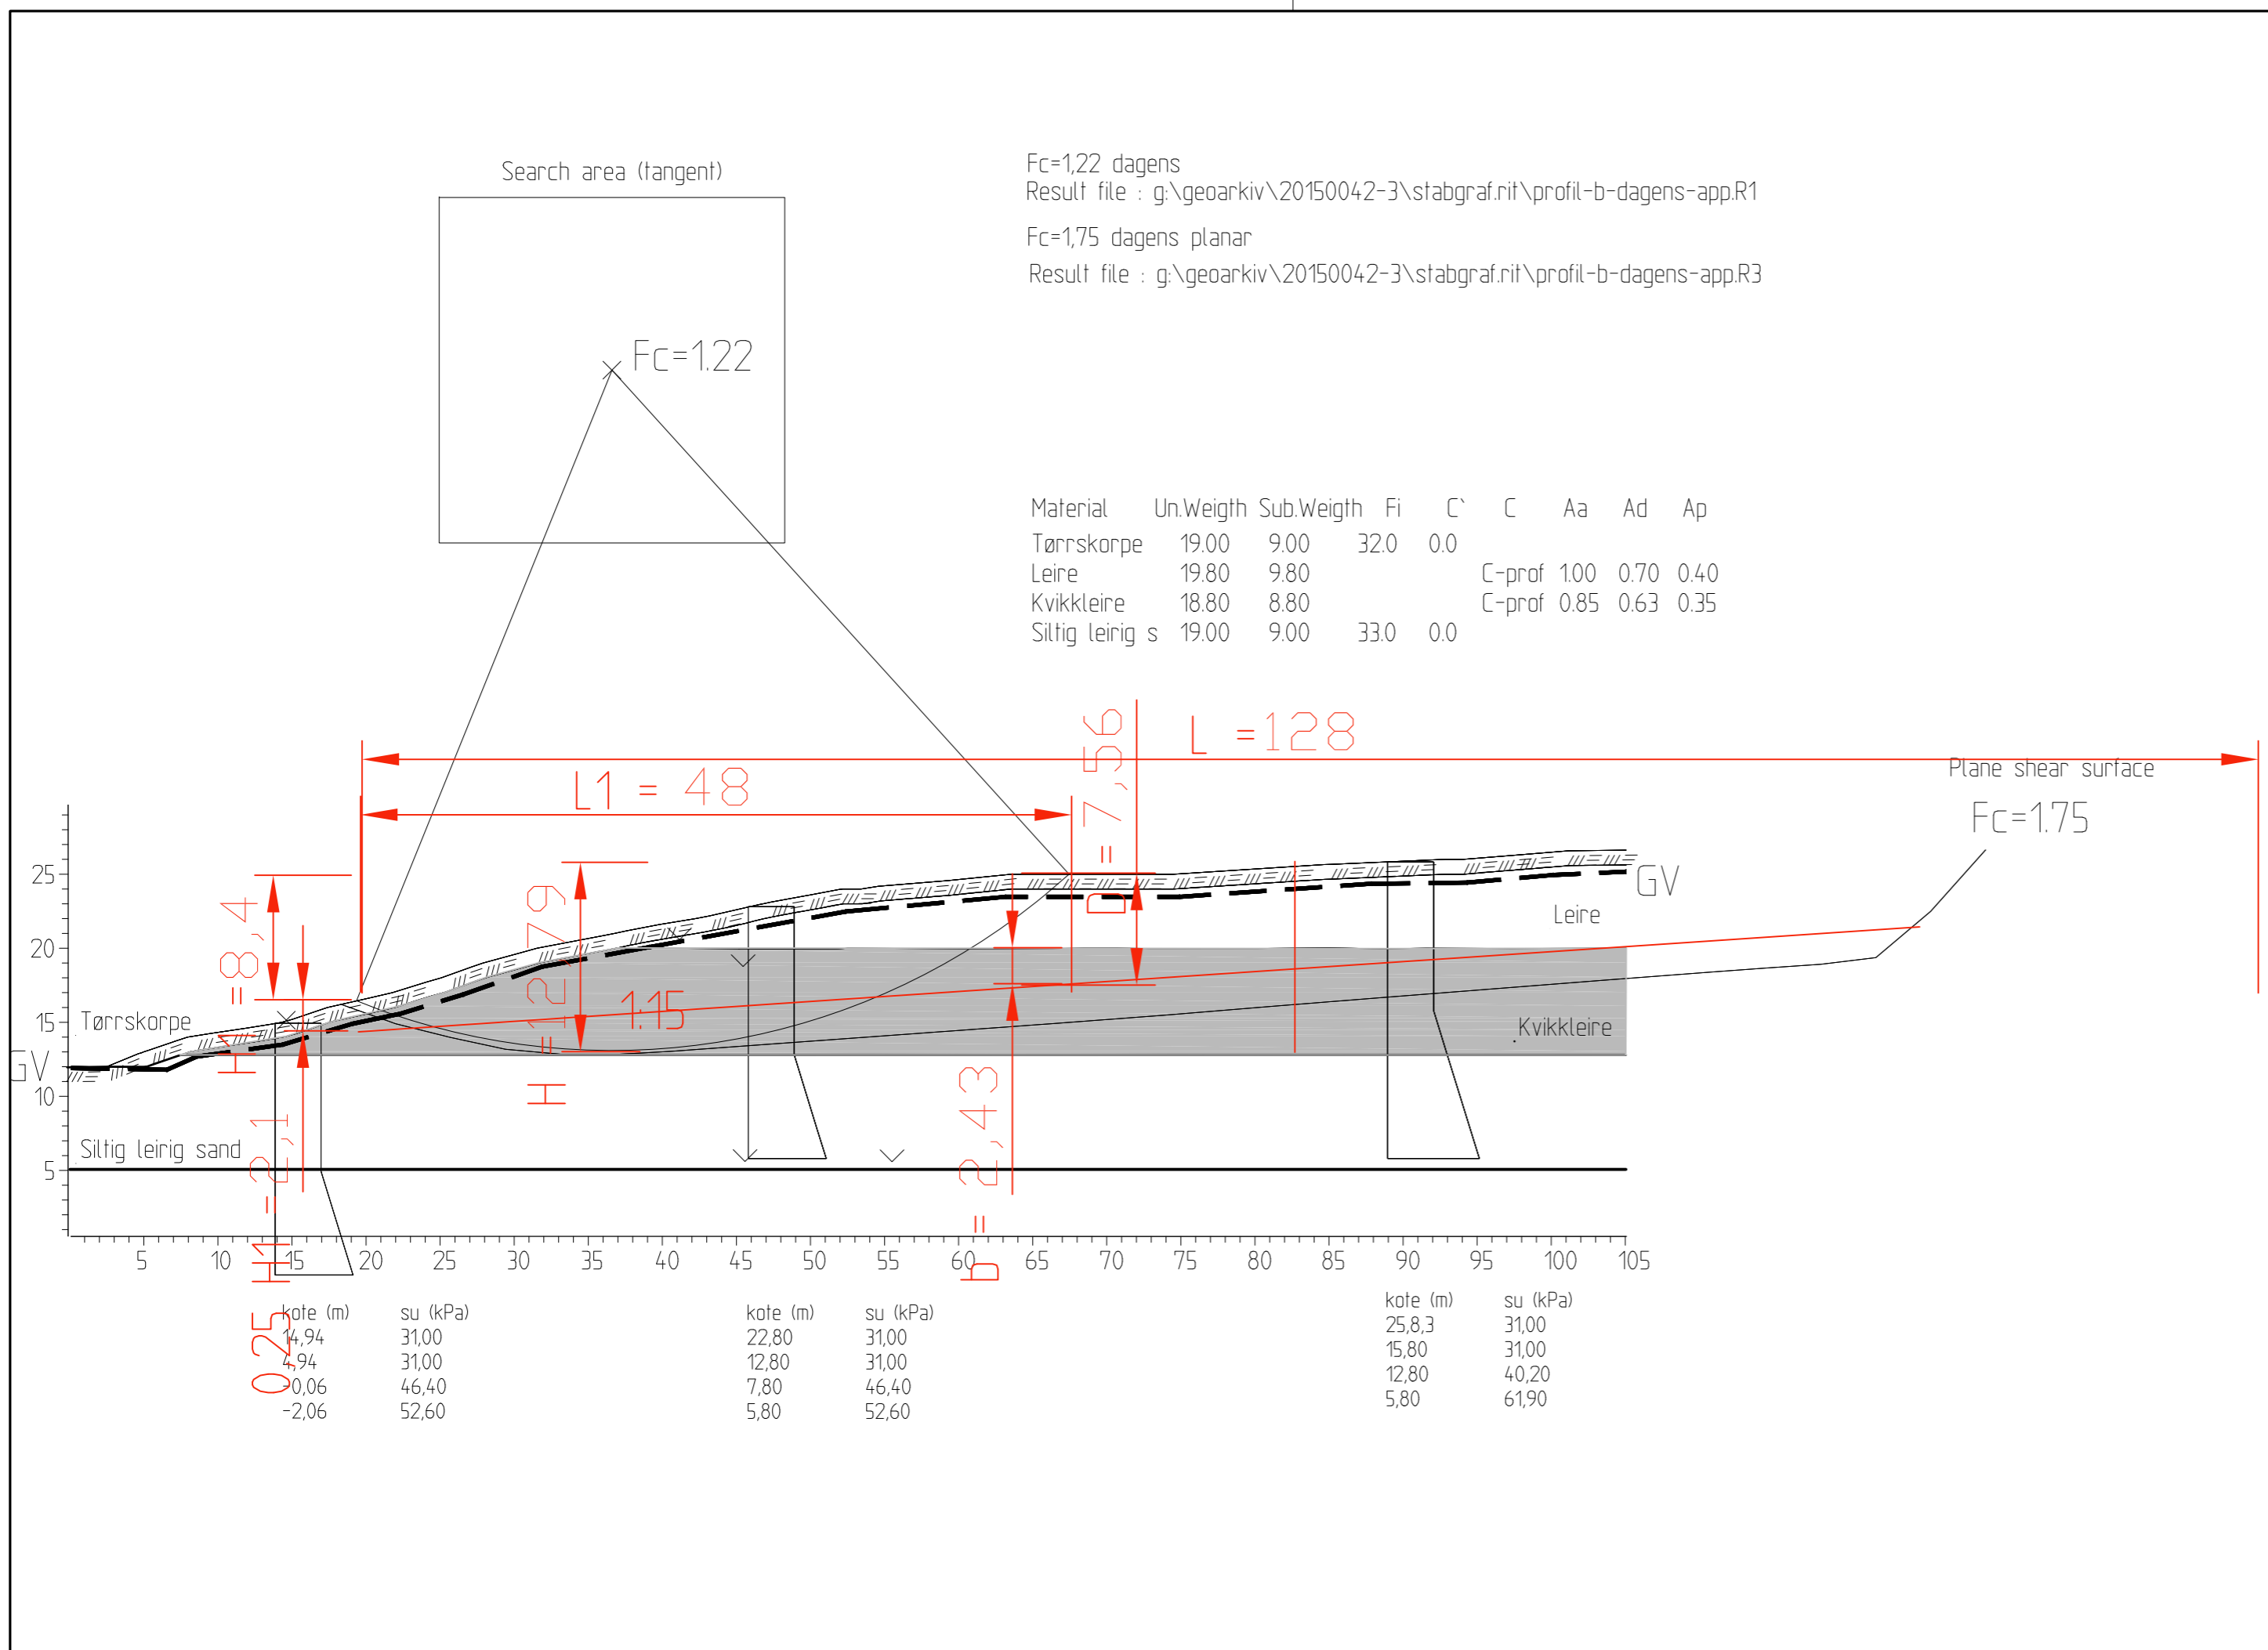 Search area (tangent)
Fc=1,22 dagens
Result file : g:\geoarkiv\20150042-3\stabgraf.rit\profil-b-dagens-app.R1
Fc=1,75 dagens planar
Result file : g:\geoarkiv\20150042-3\stabgraf.rit\profil-b-dagens-app.R3
Fc=1.22
Material Un.Weigth Sub.Weigth Fi C` C Aa Ad Ap
Tørrskorpe 19.00 9.00 32.0 0.0
Leire 19.80 9.80 C-prof 1.00 0.70 0.40
Kvikkleire 18.80 8.80 C-prof 0.85 0.63 0.35
Siltig leirig s 19.00 9.00 33.0 0.0
L =128
L1 = 48
D = 7,56
Plane shear surface
Fc=1.75
H =8,4
H =12,79
GV
Leire
1:15
Tørrskorpe
Kvikkleire
GV
Siltig leirig sand
0,25 H1 =2,1
b = 2,43
25
20
15
10
5
5 10 15 20 25 30 35 40 45 50 55 60 65 70 75 80 85 90 95 100 105
kote (m) su (kPa)
14,94 31,00
4,94 31,00
-0,06 46,40
-2,06 52,60
kote (m) su (kPa)
22,80 31,00
12,80 31,00
7,80 46,40
5,80 52,60
kote (m) su (kPa)
25,8,3 31,00
15,80 31,00
12,80 40,20
5,80 61,90